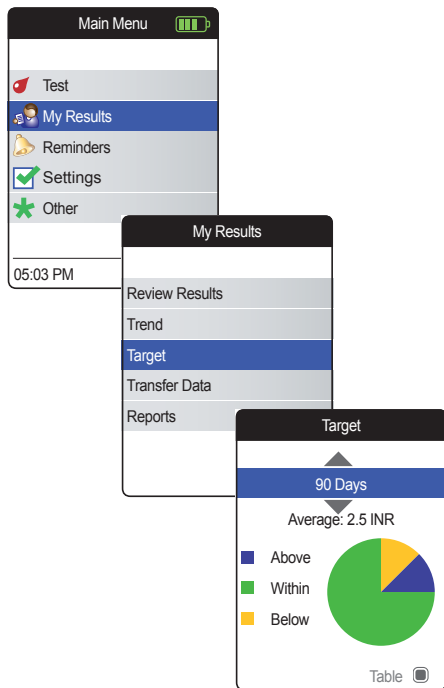 Main Menu
Test
My Results
Reminders
Settings
Other
05:03 PM
My Results
Review Results
Trend
Target
Transfer Data
Reports
Target
90 Days
Average: 2.5 INR
Above
Within
Below
Table